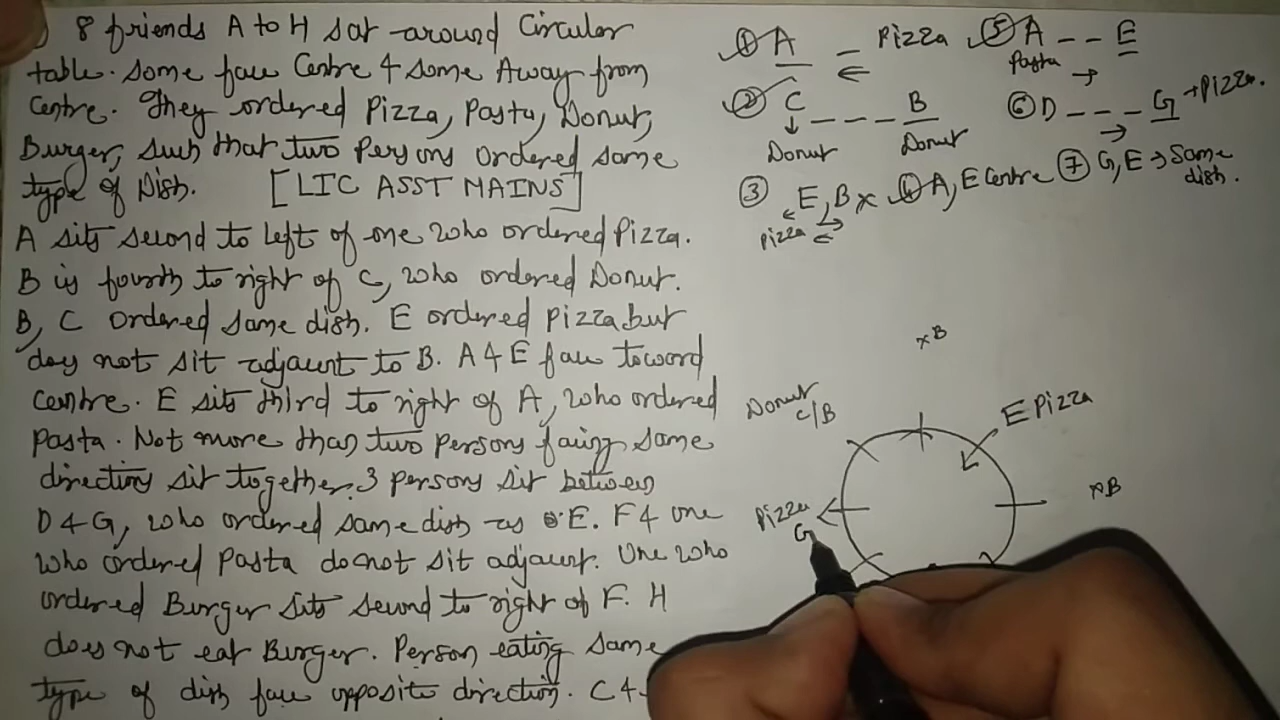 8 friends A to H sat around Circular
table. Some face Centre & some Away from
Centre. They ordered Pizza, Pasta, Donut,
Burger, such that two Persons ordered same
type of Dish. [LIC ASST MAINS]
A sits second to left of one who ordered Pizza.
B is fourth to right of C, who ordered Donut.
B, C ordered same dish. E ordered pizza but
does not sit adjacent to B. A & E face toward
centre. E sits third to right of A, who ordered
pasta. Not more than two persons facing same
directing sit together. 3 persons sit between
D & G, who ordered same dish as E. F & one
who ordered Pasta do not sit adjacent. One who
ordered Burger sits second to right of F. H
does not eat Burger. Person eating same
type of dish face opposite direction. C &
① A _ Pizza
② C _ _ _ B
Donut Donut
③ E, B ×
Pizza
④ A, E Centre
⑤ A _ _ E
Pasta
⑥ D _ _ _ G → Pizza.
⑦ G, E → Same
dish.
×B
Donut
C/B
E Pizza
×B
Pizza
G